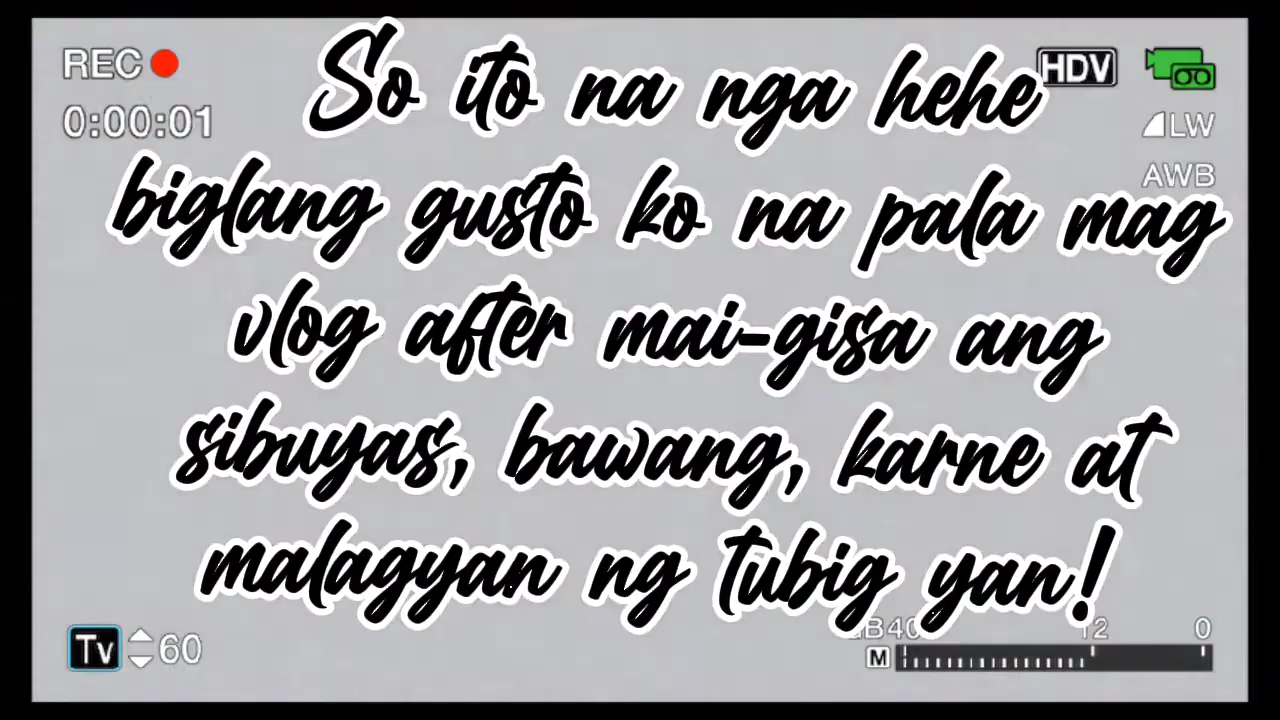 REC
0:00:01
HDV
LW
AWB
So ito na nga hehe
biglang gusto ko na pala mag
vlog after mai-gisa ang
sibuyas, bawang, karne at
malagyan ng tubig yan!
Tv 60
40 12 0
M